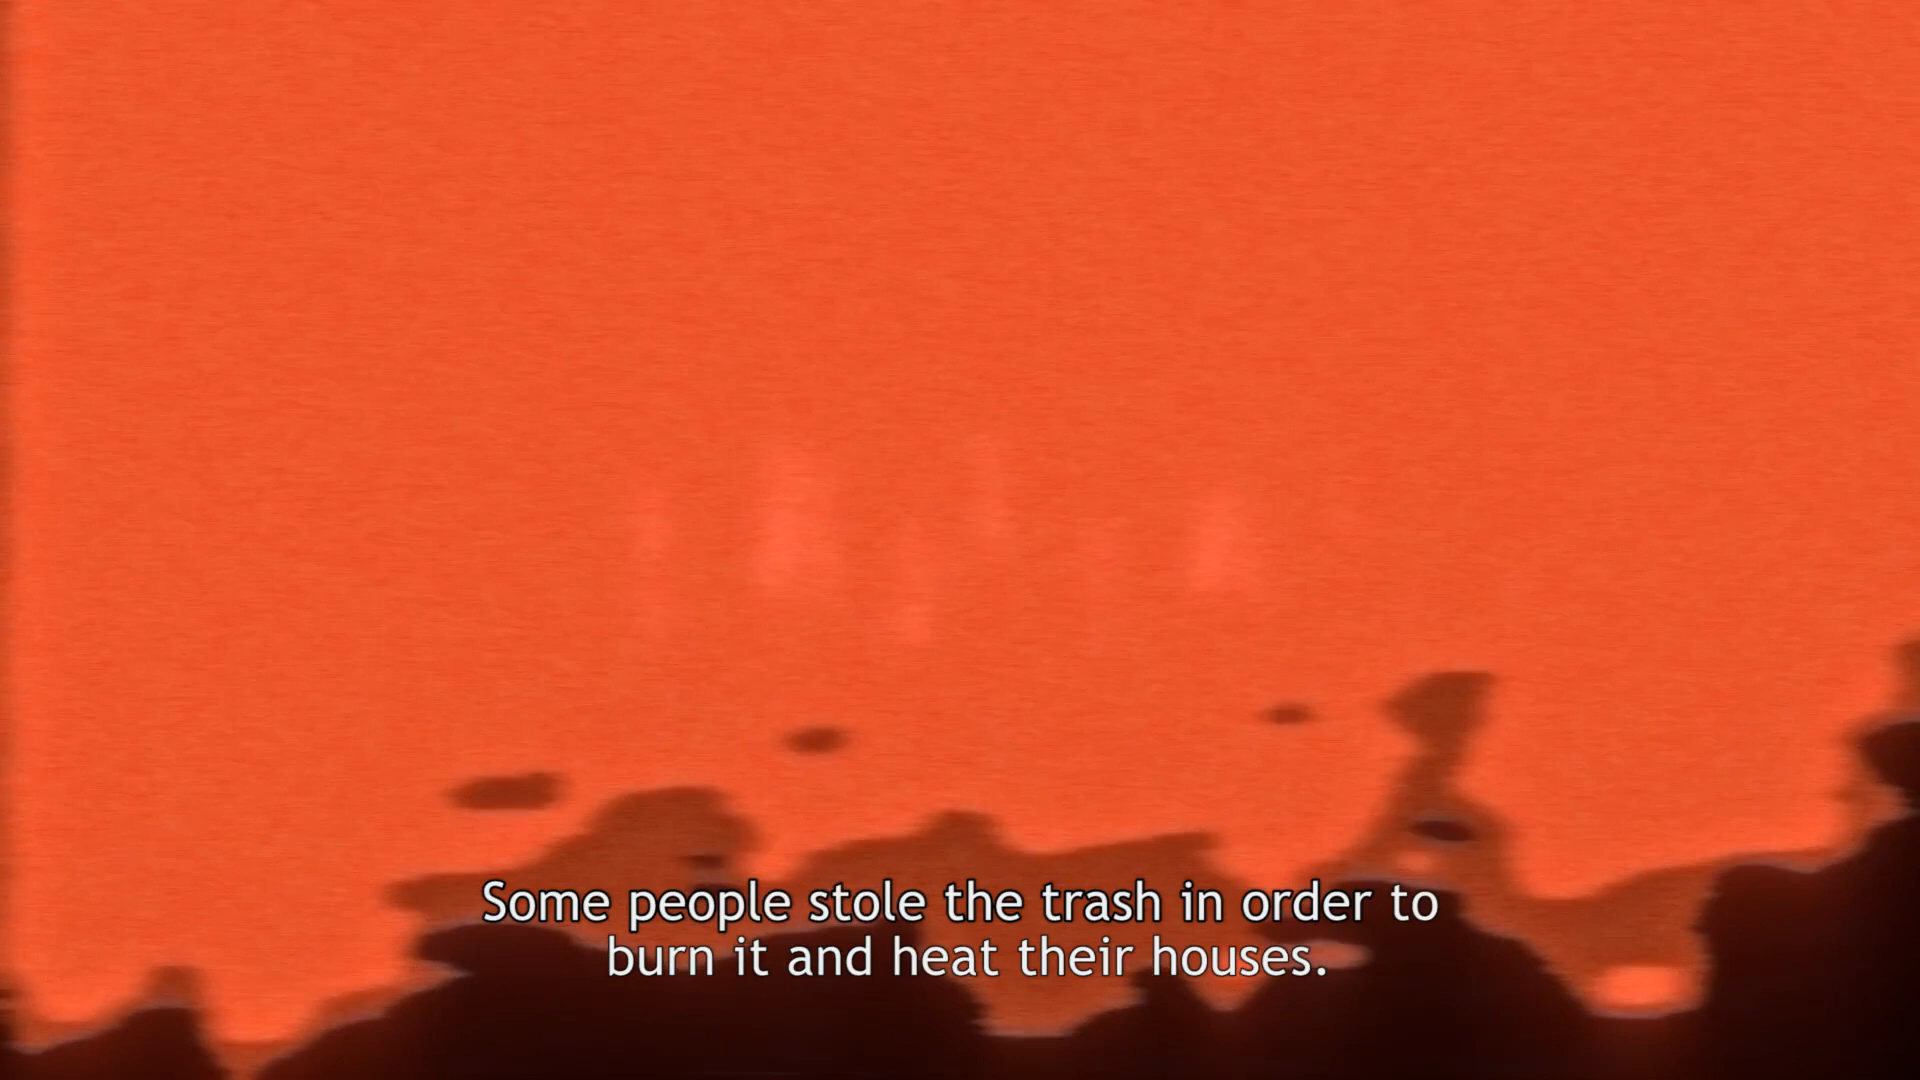 Some people stole the trash in order to
burn it and heat their houses.